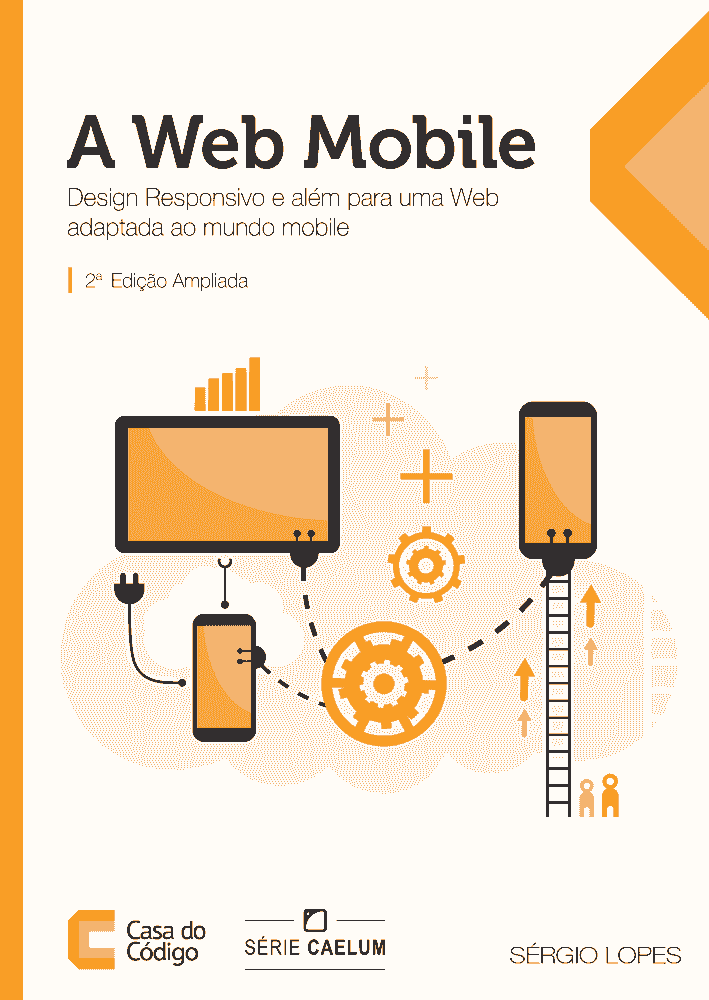 A Web Mobile
Design Responsivo e além para uma Web
adaptada ao mundo mobile
2ª Edição Ampliada
Casa do
Código
SÉRIE CAELUM
SÉRGIO LOPES